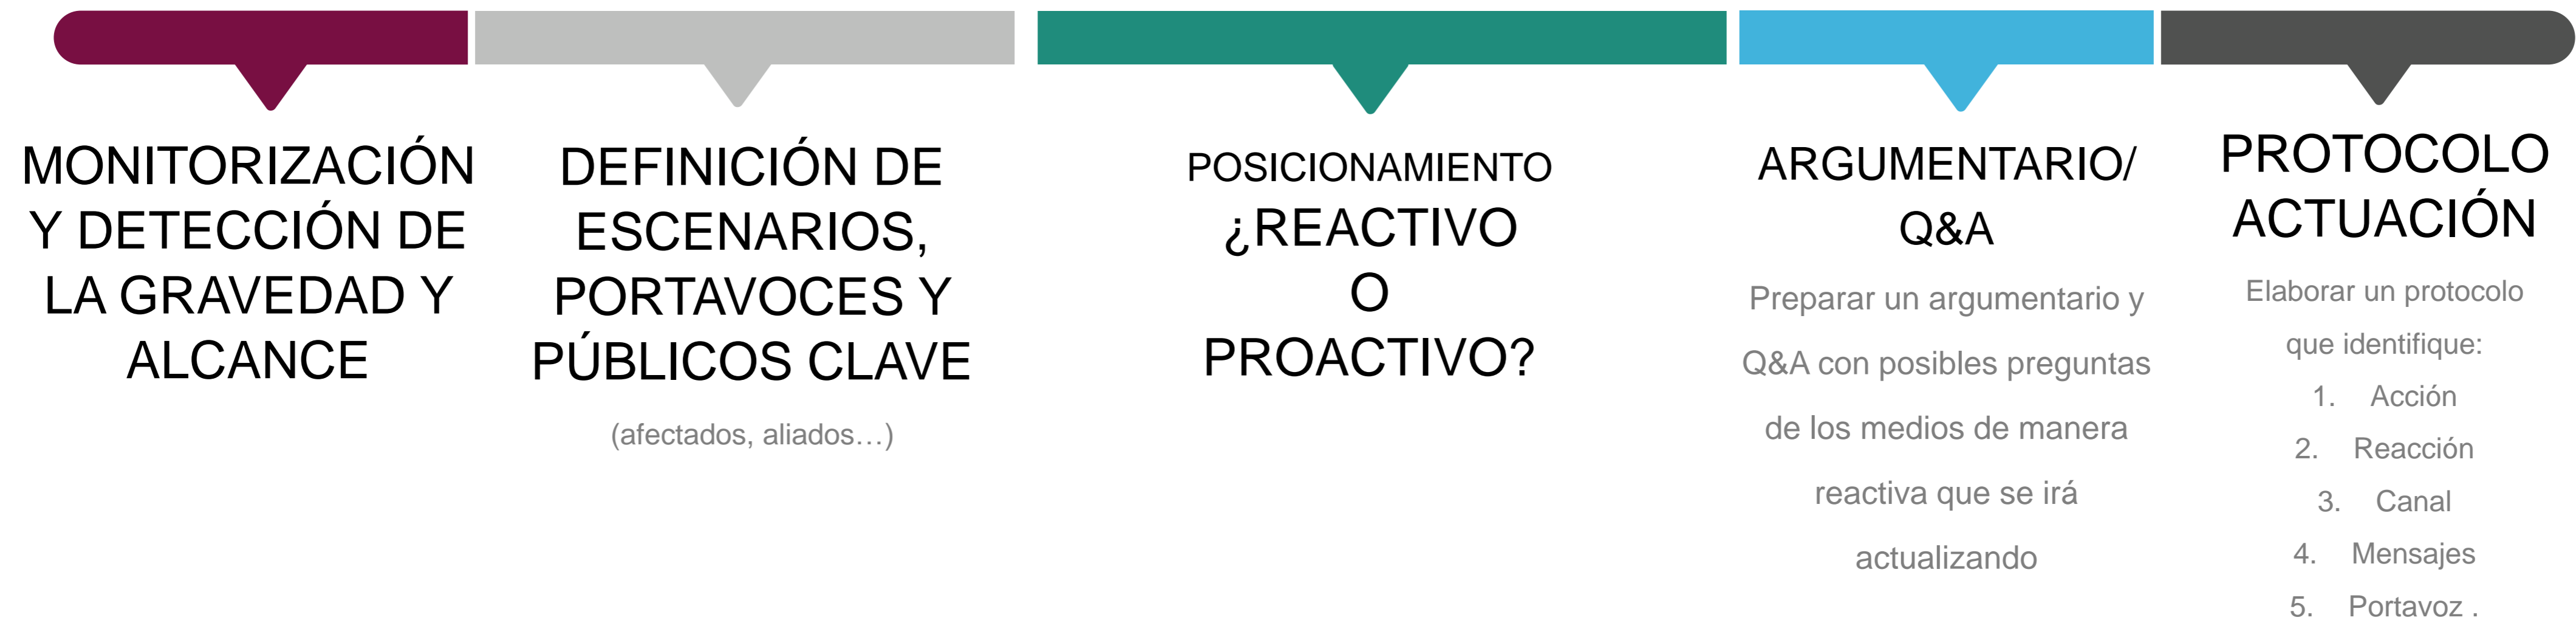 MONITORIZACIÓN
Y DETECCIÓN DE
LA GRAVEDAD Y
ALCANCE
DEFINICIÓN DE
ESCENARIOS,
PORTAVOCES Y
PÚBLICOS CLAVE
(afectados, aliados…)
POSICIONAMIENTO
¿REACTIVO
O
PROACTIVO?
ARGUMENTARIO/
Q&A
Preparar un argumentario y
Q&A con posibles preguntas
de los medios de manera
reactiva que se irá
actualizando
PROTOCOLO
ACTUACIÓN
Elaborar un protocolo
que identifique:
1. Acción
2. Reacción
3. Canal
4. Mensajes
5. Portavoz .